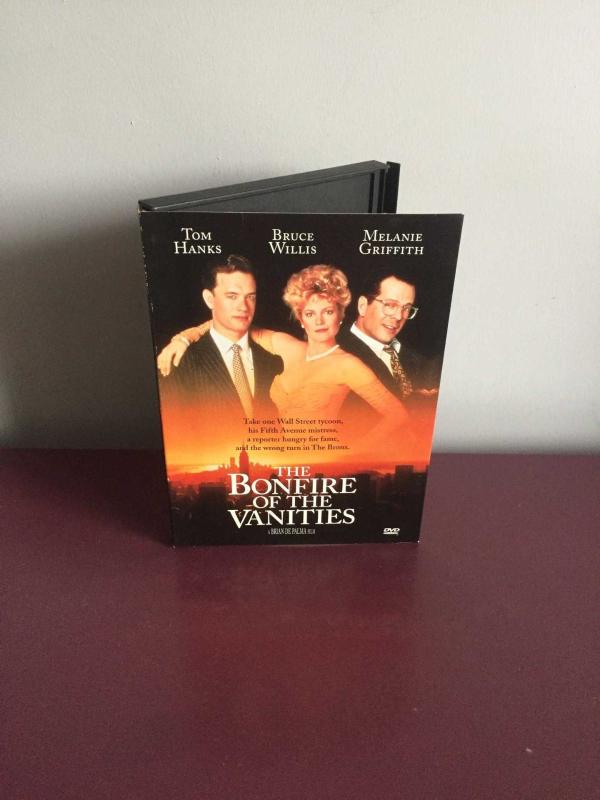 TOM HANKS
BRUCE WILLIS
MELANIE GRIFFITH
Take one Wall Street tycoon,
his Fifth Avenue mistress,
a reporter hungry for fame,
and the wrong turn in The Bronx.
THE
BONFIRE
OF THE
VANITIES
A BRIAN DE PALMA FILM
DVD